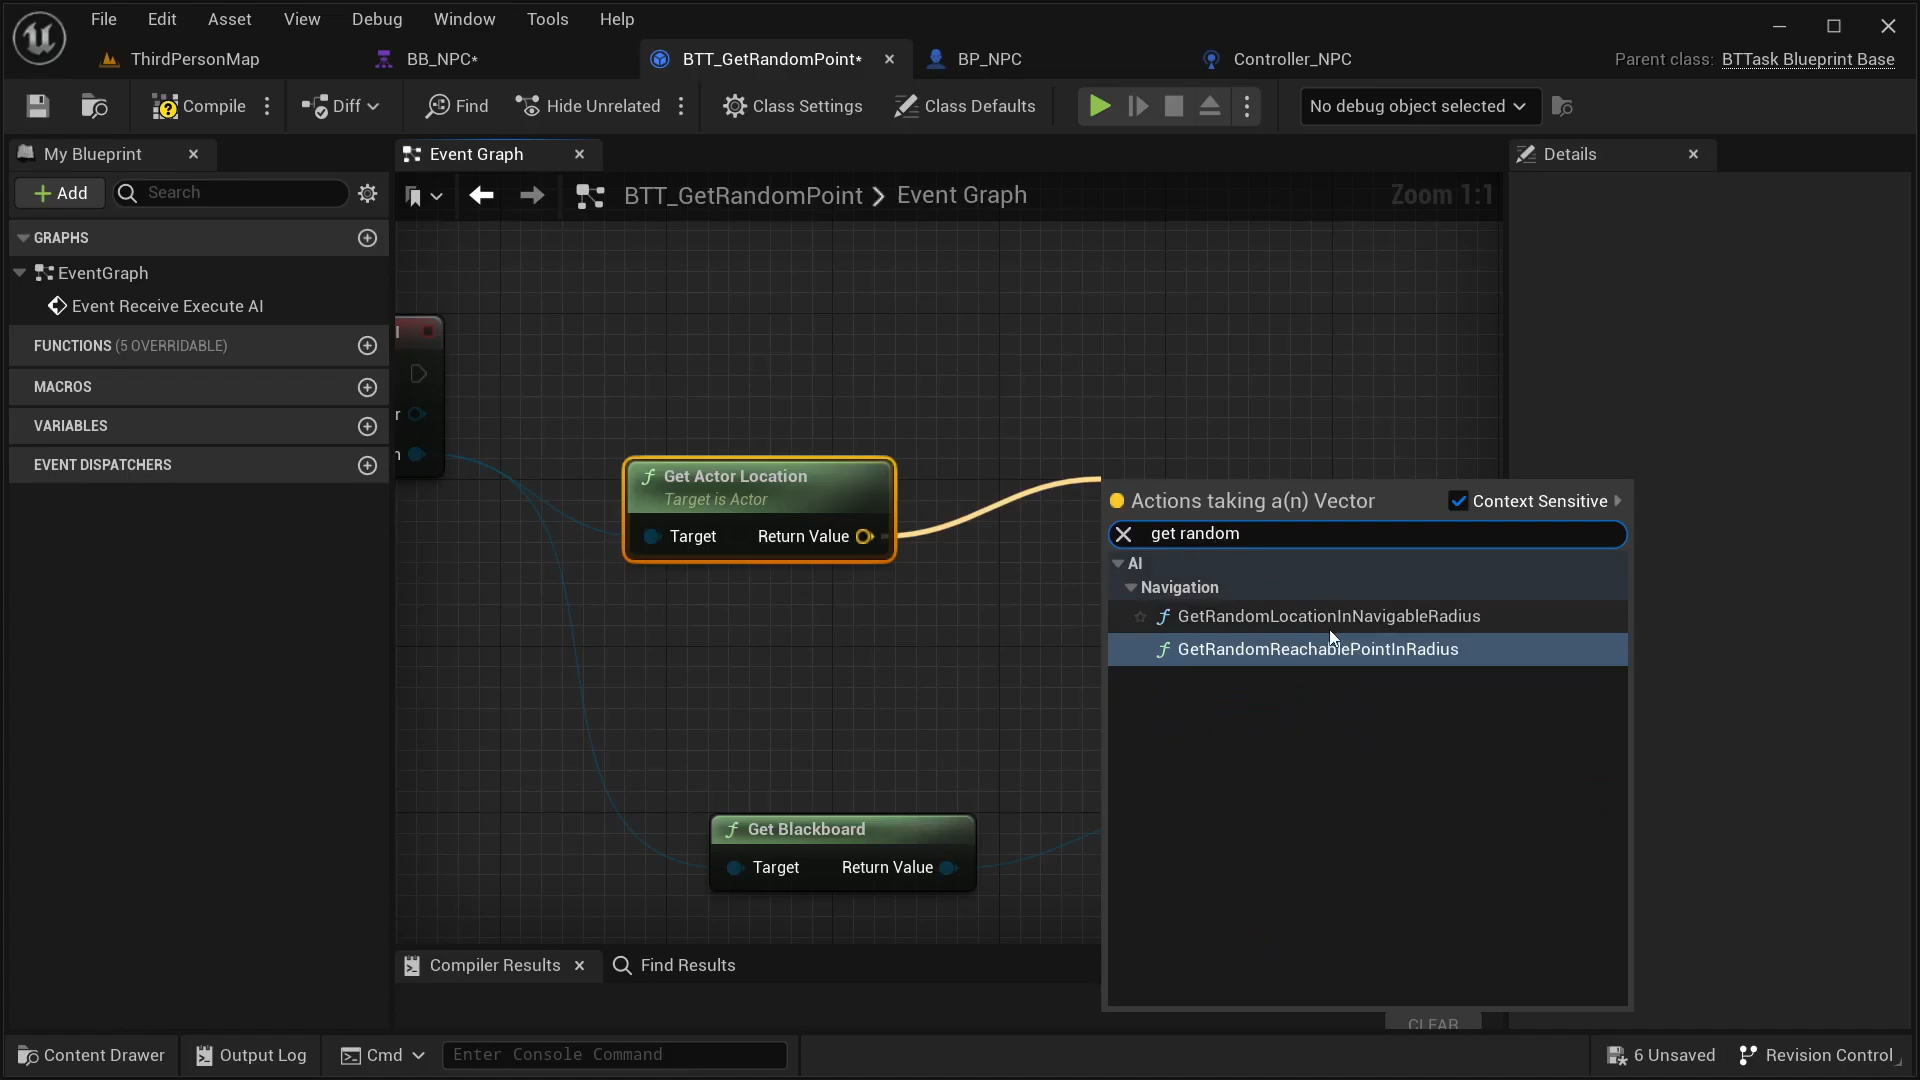 File Edit Asset View Debug Window Tools Help
ThirdPersonMap BB_NPC* BTT_GetRandomPoint* BP_NPC Controller_NPC Parent class: BTTask Blueprint Base
Compile Diff Find Hide Unrelated Class Settings Class Defaults No debug object selected
My Blueprint Event Graph Details
Add Search BTT_GetRandomPoint > Event Graph Zoom 1:1
GRAPHS
EventGraph
Event Receive Execute AI
FUNCTIONS (5 OVERRIDABLE)
MACROS
VARIABLES
EVENT DISPATCHERS
Get Actor Location
Target is Actor
Target Return Value
Actions taking a(n) Vector Context Sensitive
get random
AI
Navigation
GetRandomLocationInNavigableRadius
GetRandomReachablePointInRadius
Get Blackboard
Target Return Value
Compiler Results Find Results
CLEAR
Content Drawer Output Log Cmd Enter Console Command 6 Unsaved Revision Control